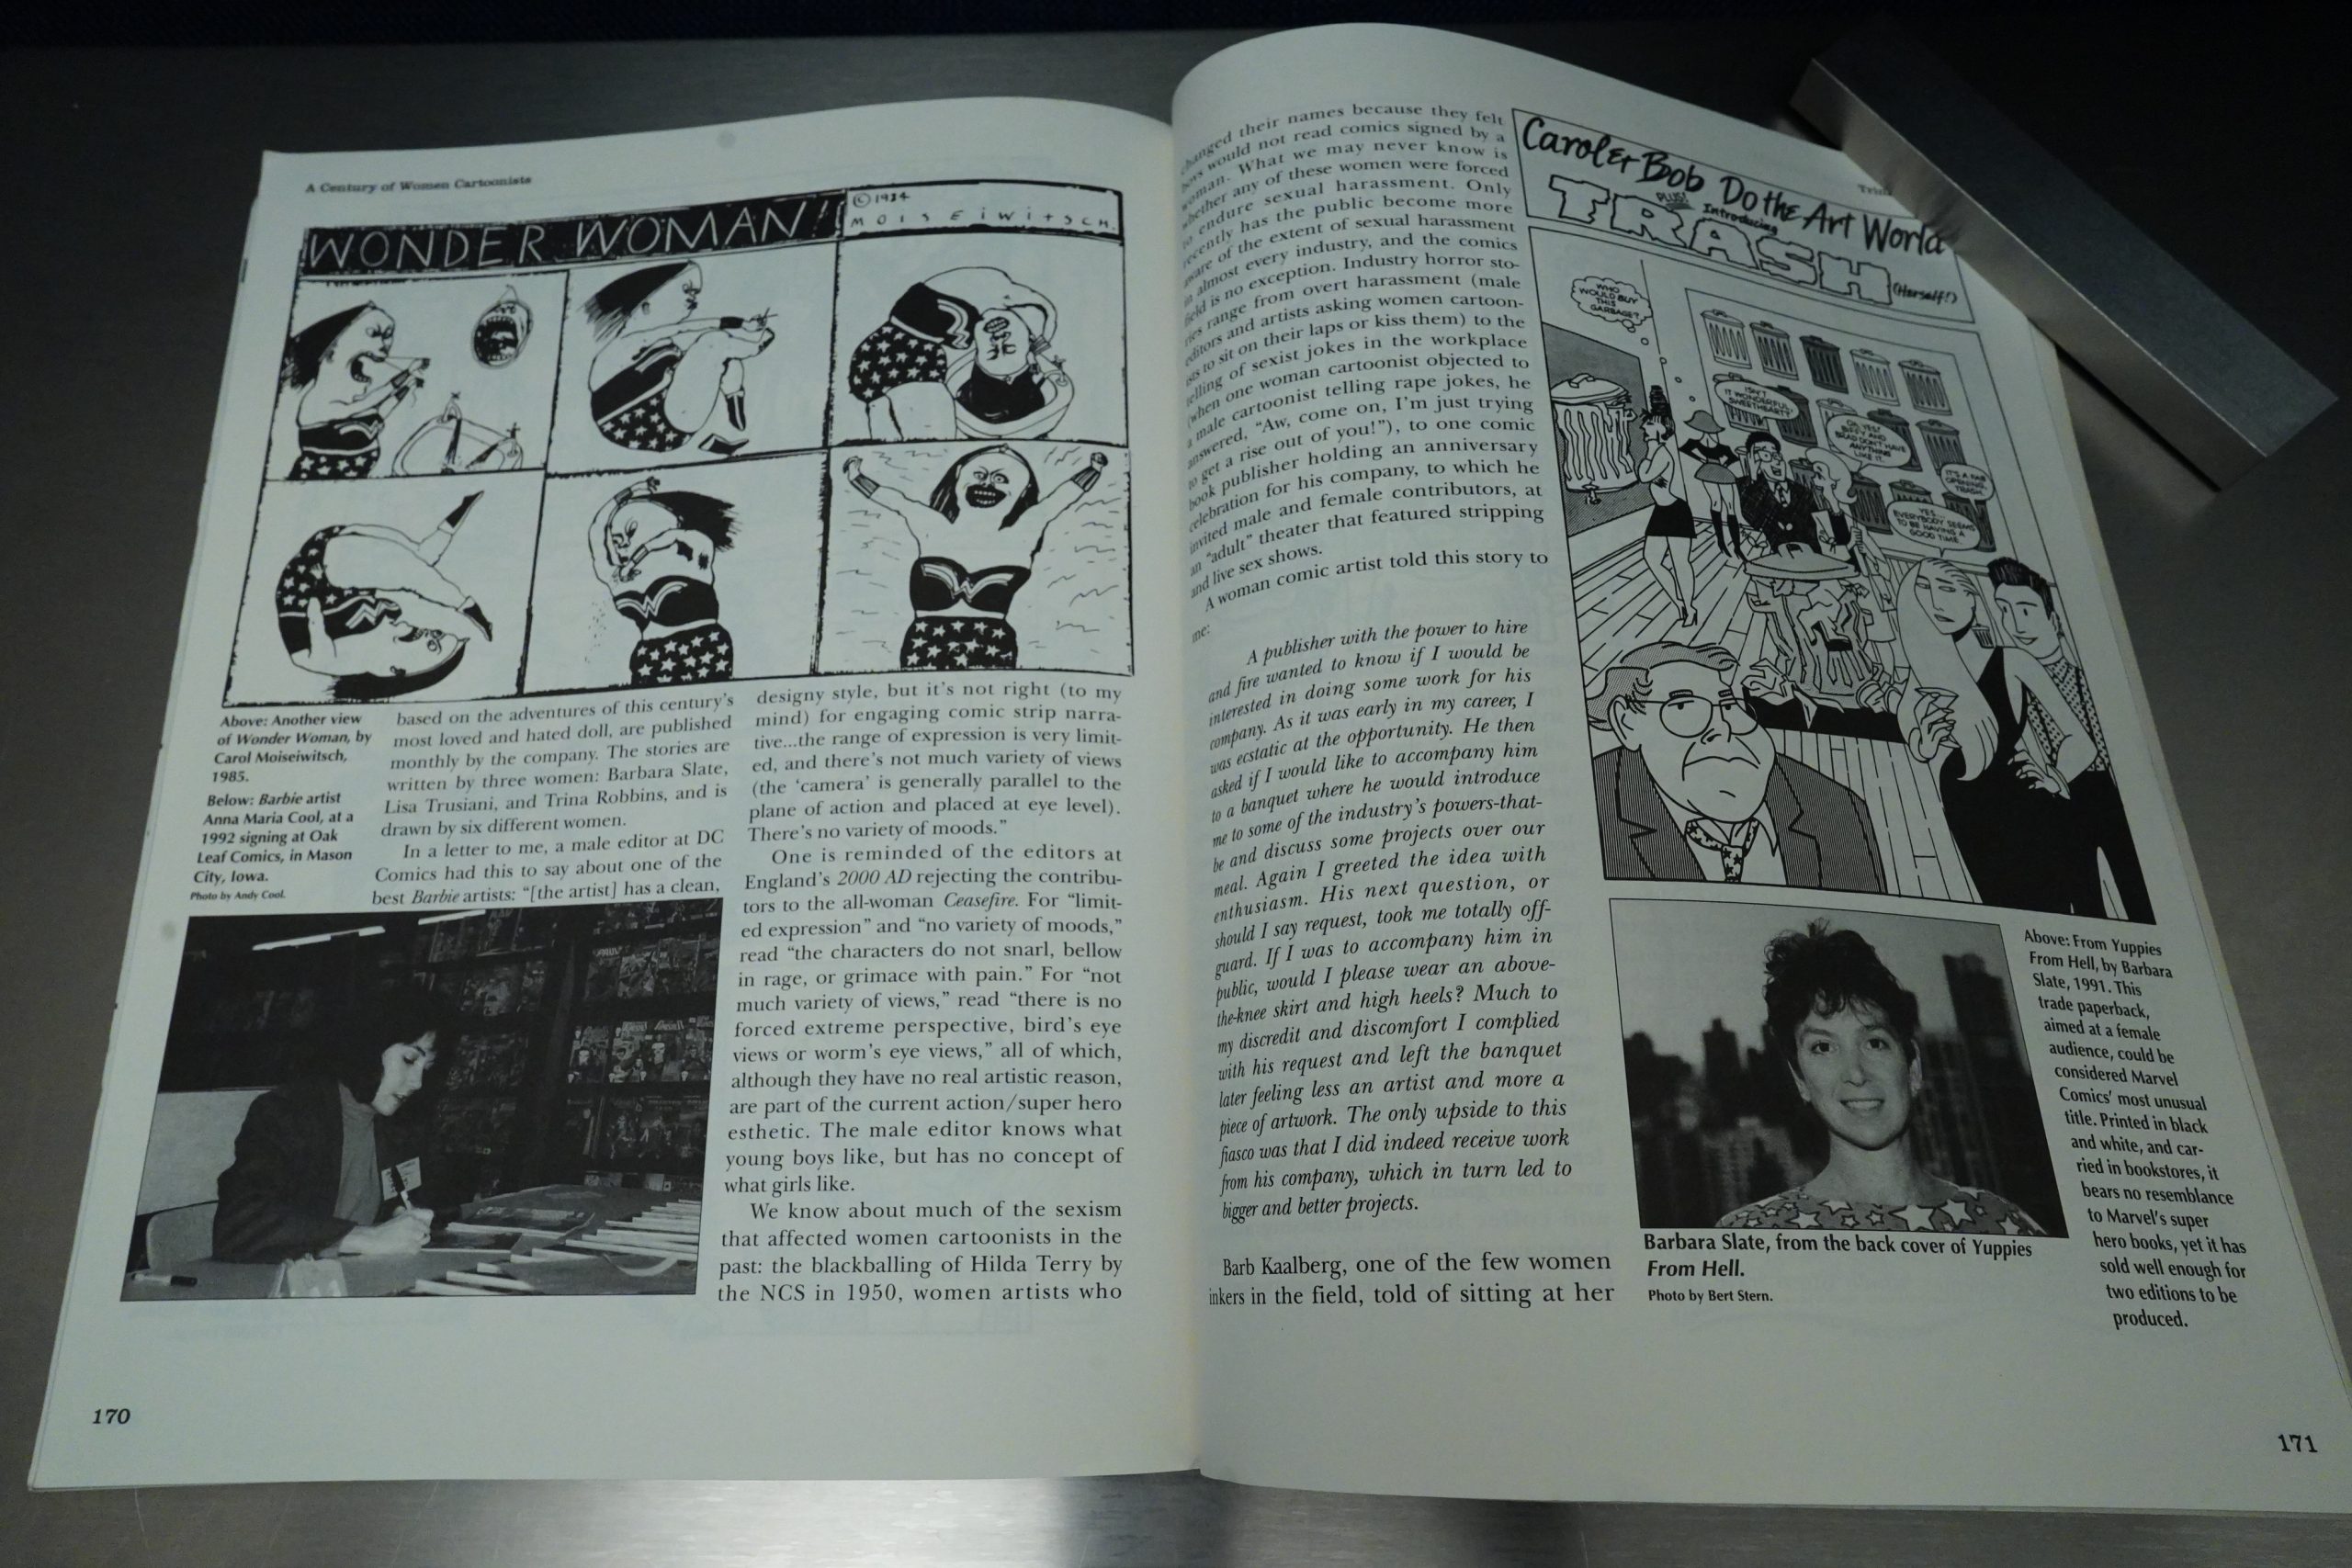 A Century of Women Cartoonists
WONDER WOMAN!
© 1984
MOISEIWITSCH.
Above: Another view
of Wonder Woman, by
Carol Moiseiwitsch,
1985.
Below: Barbie artist
Anna Maria Cool, at a
1992 signing at Oak
Leaf Comics, in Mason
City, Iowa.
Photo by Andy Cool.
based on the adventures of this century's
most loved and hated doll, are published
monthly by the company. The stories are
written by three women: Barbara Slate,
Lisa Trusiani, and Trina Robbins, and is
drawn by six different women.
In a letter to me, a male editor at DC
Comics had this to say about one of the
best Barbie artists: “[the artist] has a clean,
designy style, but it's not right (to my
mind) for engaging comic strip narra-
tive...the range of expression is very limit-
ed, and there's not much variety of views
(the ‘camera’ is generally parallel to the
plane of action and placed at eye level).
There's no variety of moods.”
One is reminded of the editors at
England's 2000 AD rejecting the contribu-
tors to the all-woman Ceasefire. For “limit-
ed expression” and “no variety of moods,”
read “the characters do not snarl, bellow
in rage, or grimace with pain.” For “not
much variety of views,” read “there is no
forced extreme perspective, bird's eye
views or worm's eye views,” all of which,
although they have no real artistic reason,
are part of the current action/super hero
esthetic. The male editor knows what
young boys like, but has no concept of
what girls like.
We know about much of the sexism
that affected women cartoonists in the
past: the blackballing of Hilda Terry by
the NCS in 1950, women artists who
170
changed their names because they felt
boys would not read comics signed by a
woman. What we may never know is
whether any of these women were forced
to endure sexual harassment. Only
recently has the public become more
aware of the extent of sexual harassment
in almost every industry, and the comics
field is no exception. Industry horror sto-
ries range from overt harassment (male
editors and artists asking women cartoon-
ists to sit on their laps or kiss them) to the
telling of sexist jokes in the workplace
(when one woman cartoonist objected to
a male cartoonist telling rape jokes, he
answered, “Aw, come on, I'm just trying
to get a rise out of you!”), to one comic
book publisher holding an anniversary
celebration for his company, to which he
invited male and female contributors, at
an “adult” theater that featured stripping
and live sex shows.
A woman comic artist told this story to
me:
A publisher with the power to hire
and fire wanted to know if I would be
interested in doing some work for his
company. As it was early in my career, I
was ecstatic at the opportunity. He then
asked if I would like to accompany him
to a banquet where he would introduce
me to some of the industry's powers-that-
be and discuss some projects over our
meal. Again I greeted the idea with
enthusiasm. His next question, or
should I say request, took me totally off-
guard. If I was to accompany him in
public, would I please wear an above-
the-knee skirt and high heels? Much to
my discredit and discomfort I complied
with his request and left the banquet
later feeling less an artist and more a
piece of artwork. The only upside to this
fiasco was that I did indeed receive work
from his company, which in turn led to
bigger and better projects.
Barb Kaalberg, one of the few women
inkers in the field, told of sitting at her
Carol & Bob Do the Art World
PLUS!
Introducing
TRASH
(Herself!)
WHO
WOULD BUY
THIS
GARBAGE?
ISN'T
IT WONDERFUL,
SWEETHEART?
OH, YES!
BIFFY AND
BRAD DON'T HAVE
ANYTHING
LIKE IT.
IT'S A FAB
OPENING,
TRASH.
YES...
EVERYBODY SEEMS
TO BE HAVING A
GOOD TIME.
Above: From Yuppies
From Hell, by Barbara
Slate, 1991. This
trade paperback,
aimed at a female
audience, could be
considered Marvel
Comics' most unusual
title. Printed in black
and white, and car-
ried in bookstores, it
bears no resemblance
to Marvel's super
hero books, yet it has
sold well enough for
two editions to be
produced.
Barbara Slate, from the back cover of Yuppies
From Hell.
Photo by Bert Stern.
171